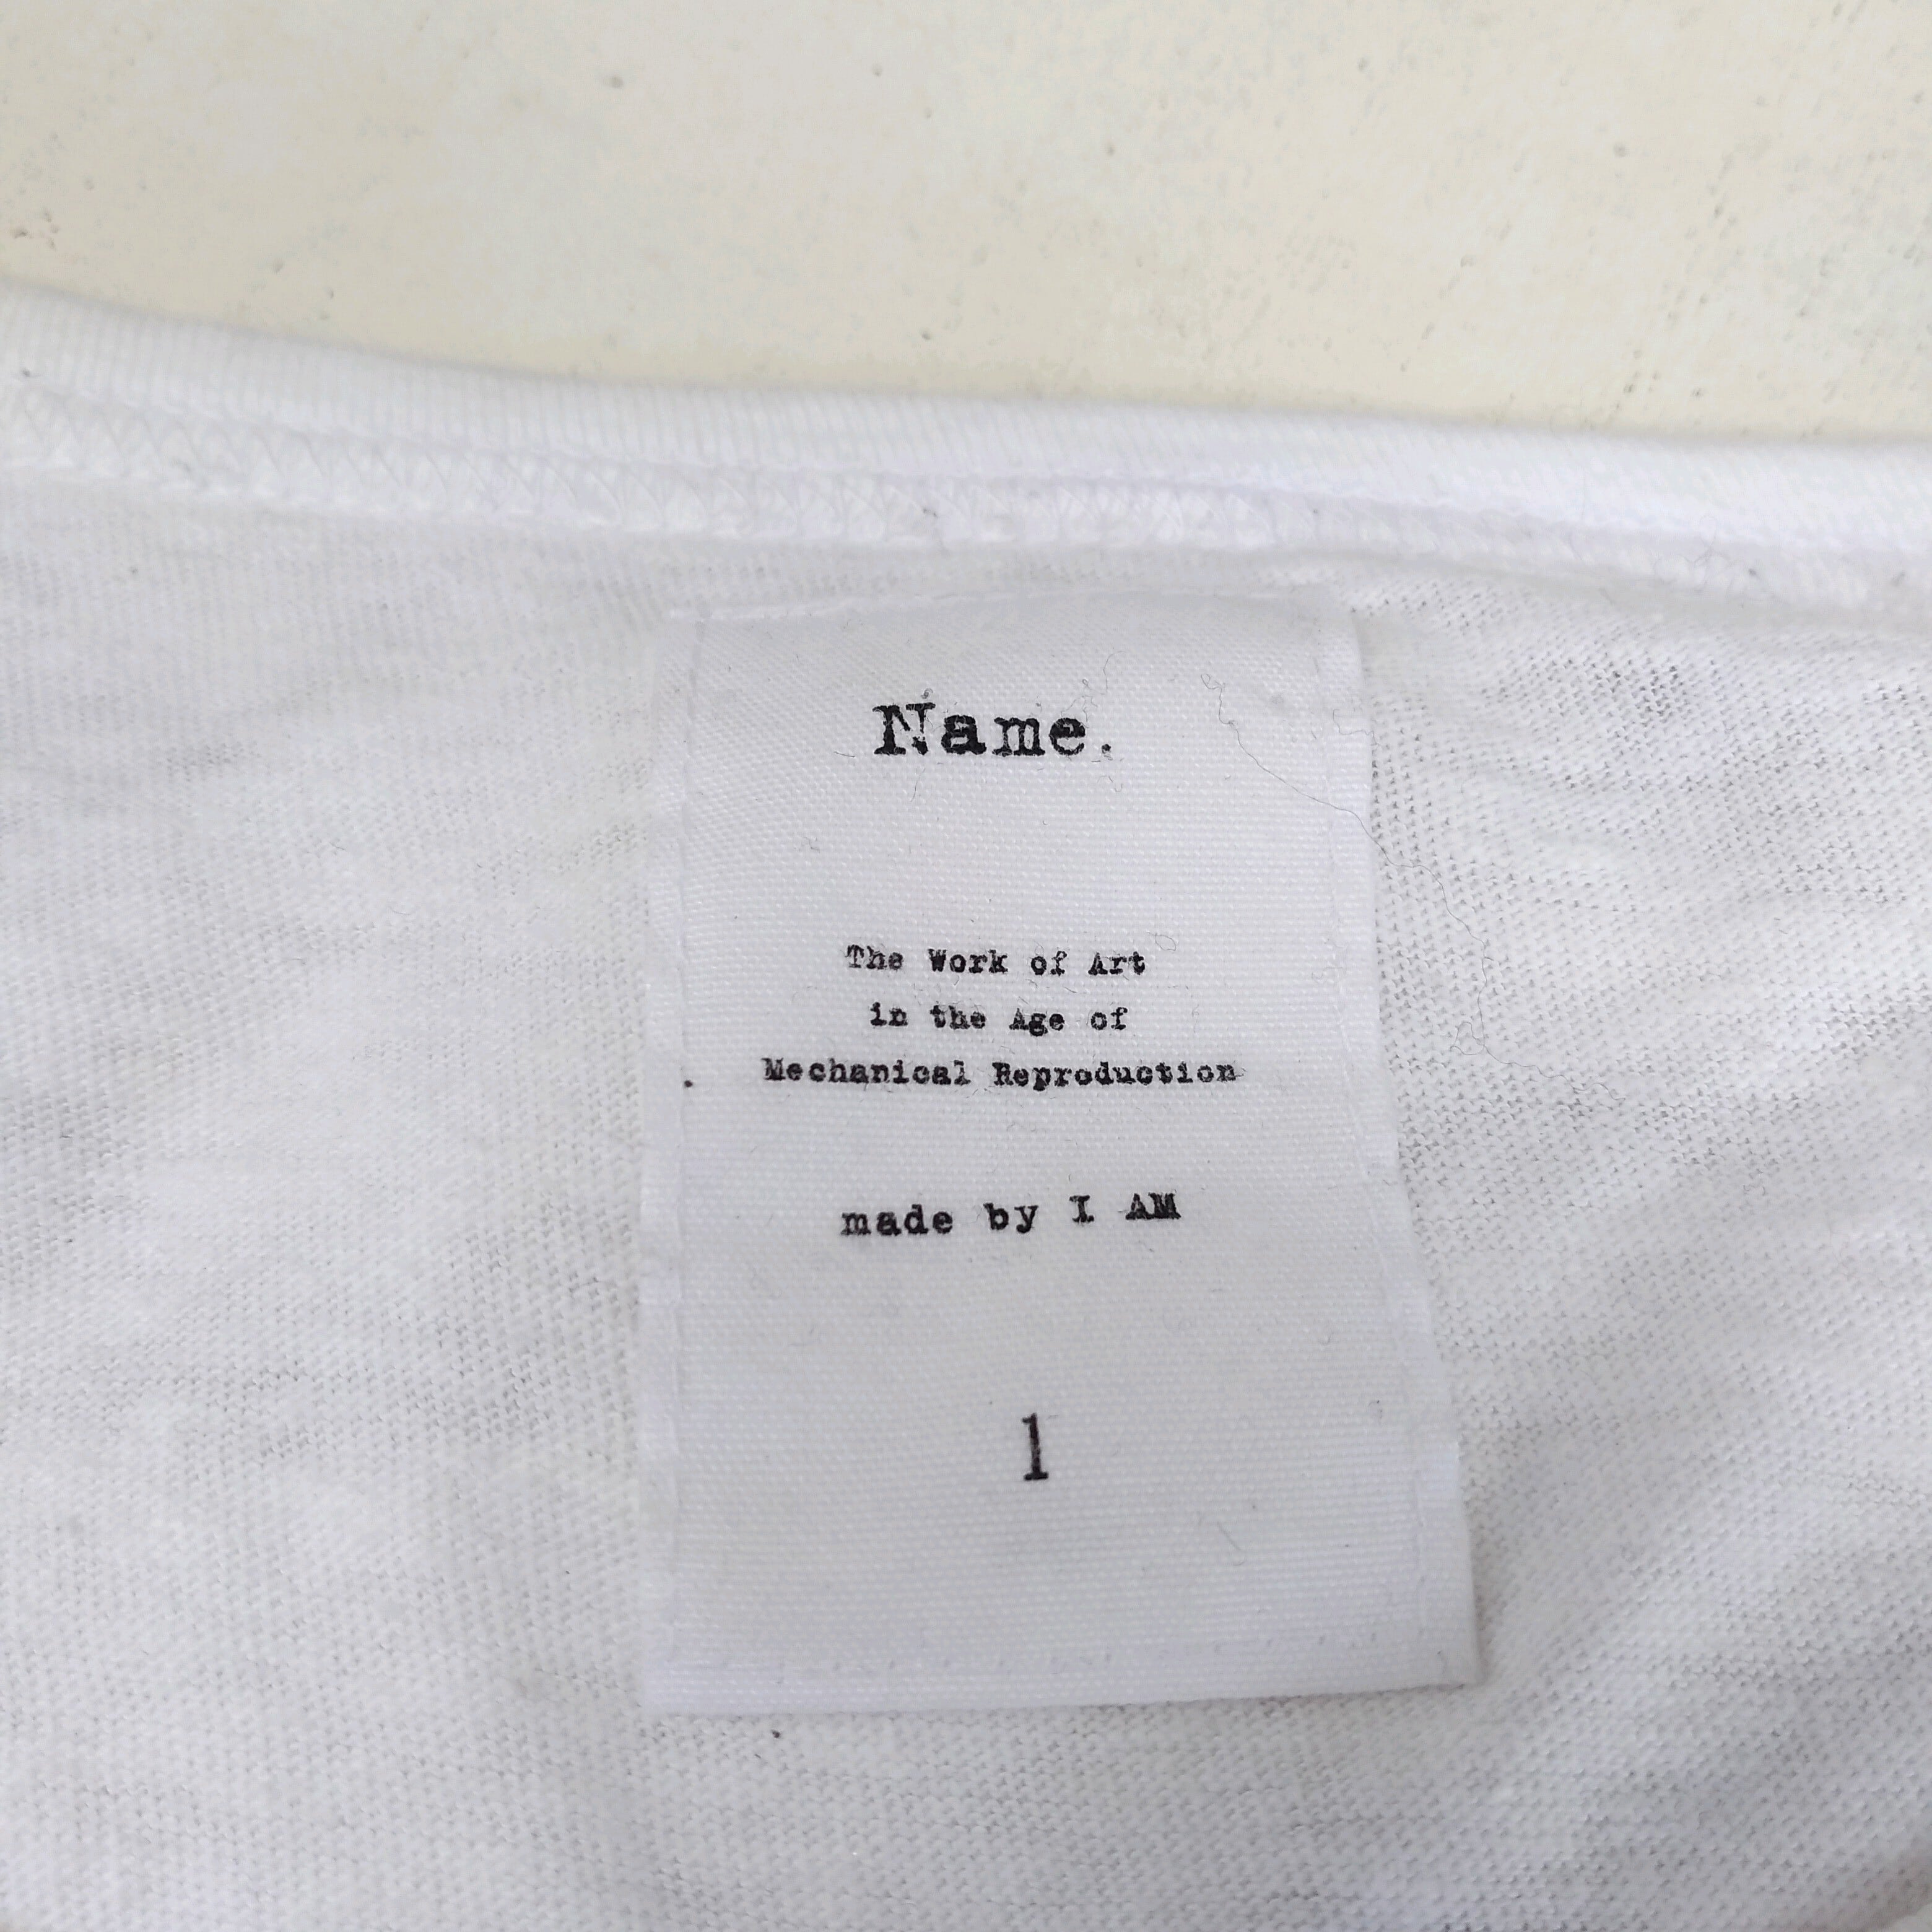 Name.
The Work of Art
in the Age of
Mechanical Reproduction
made by I AM
1